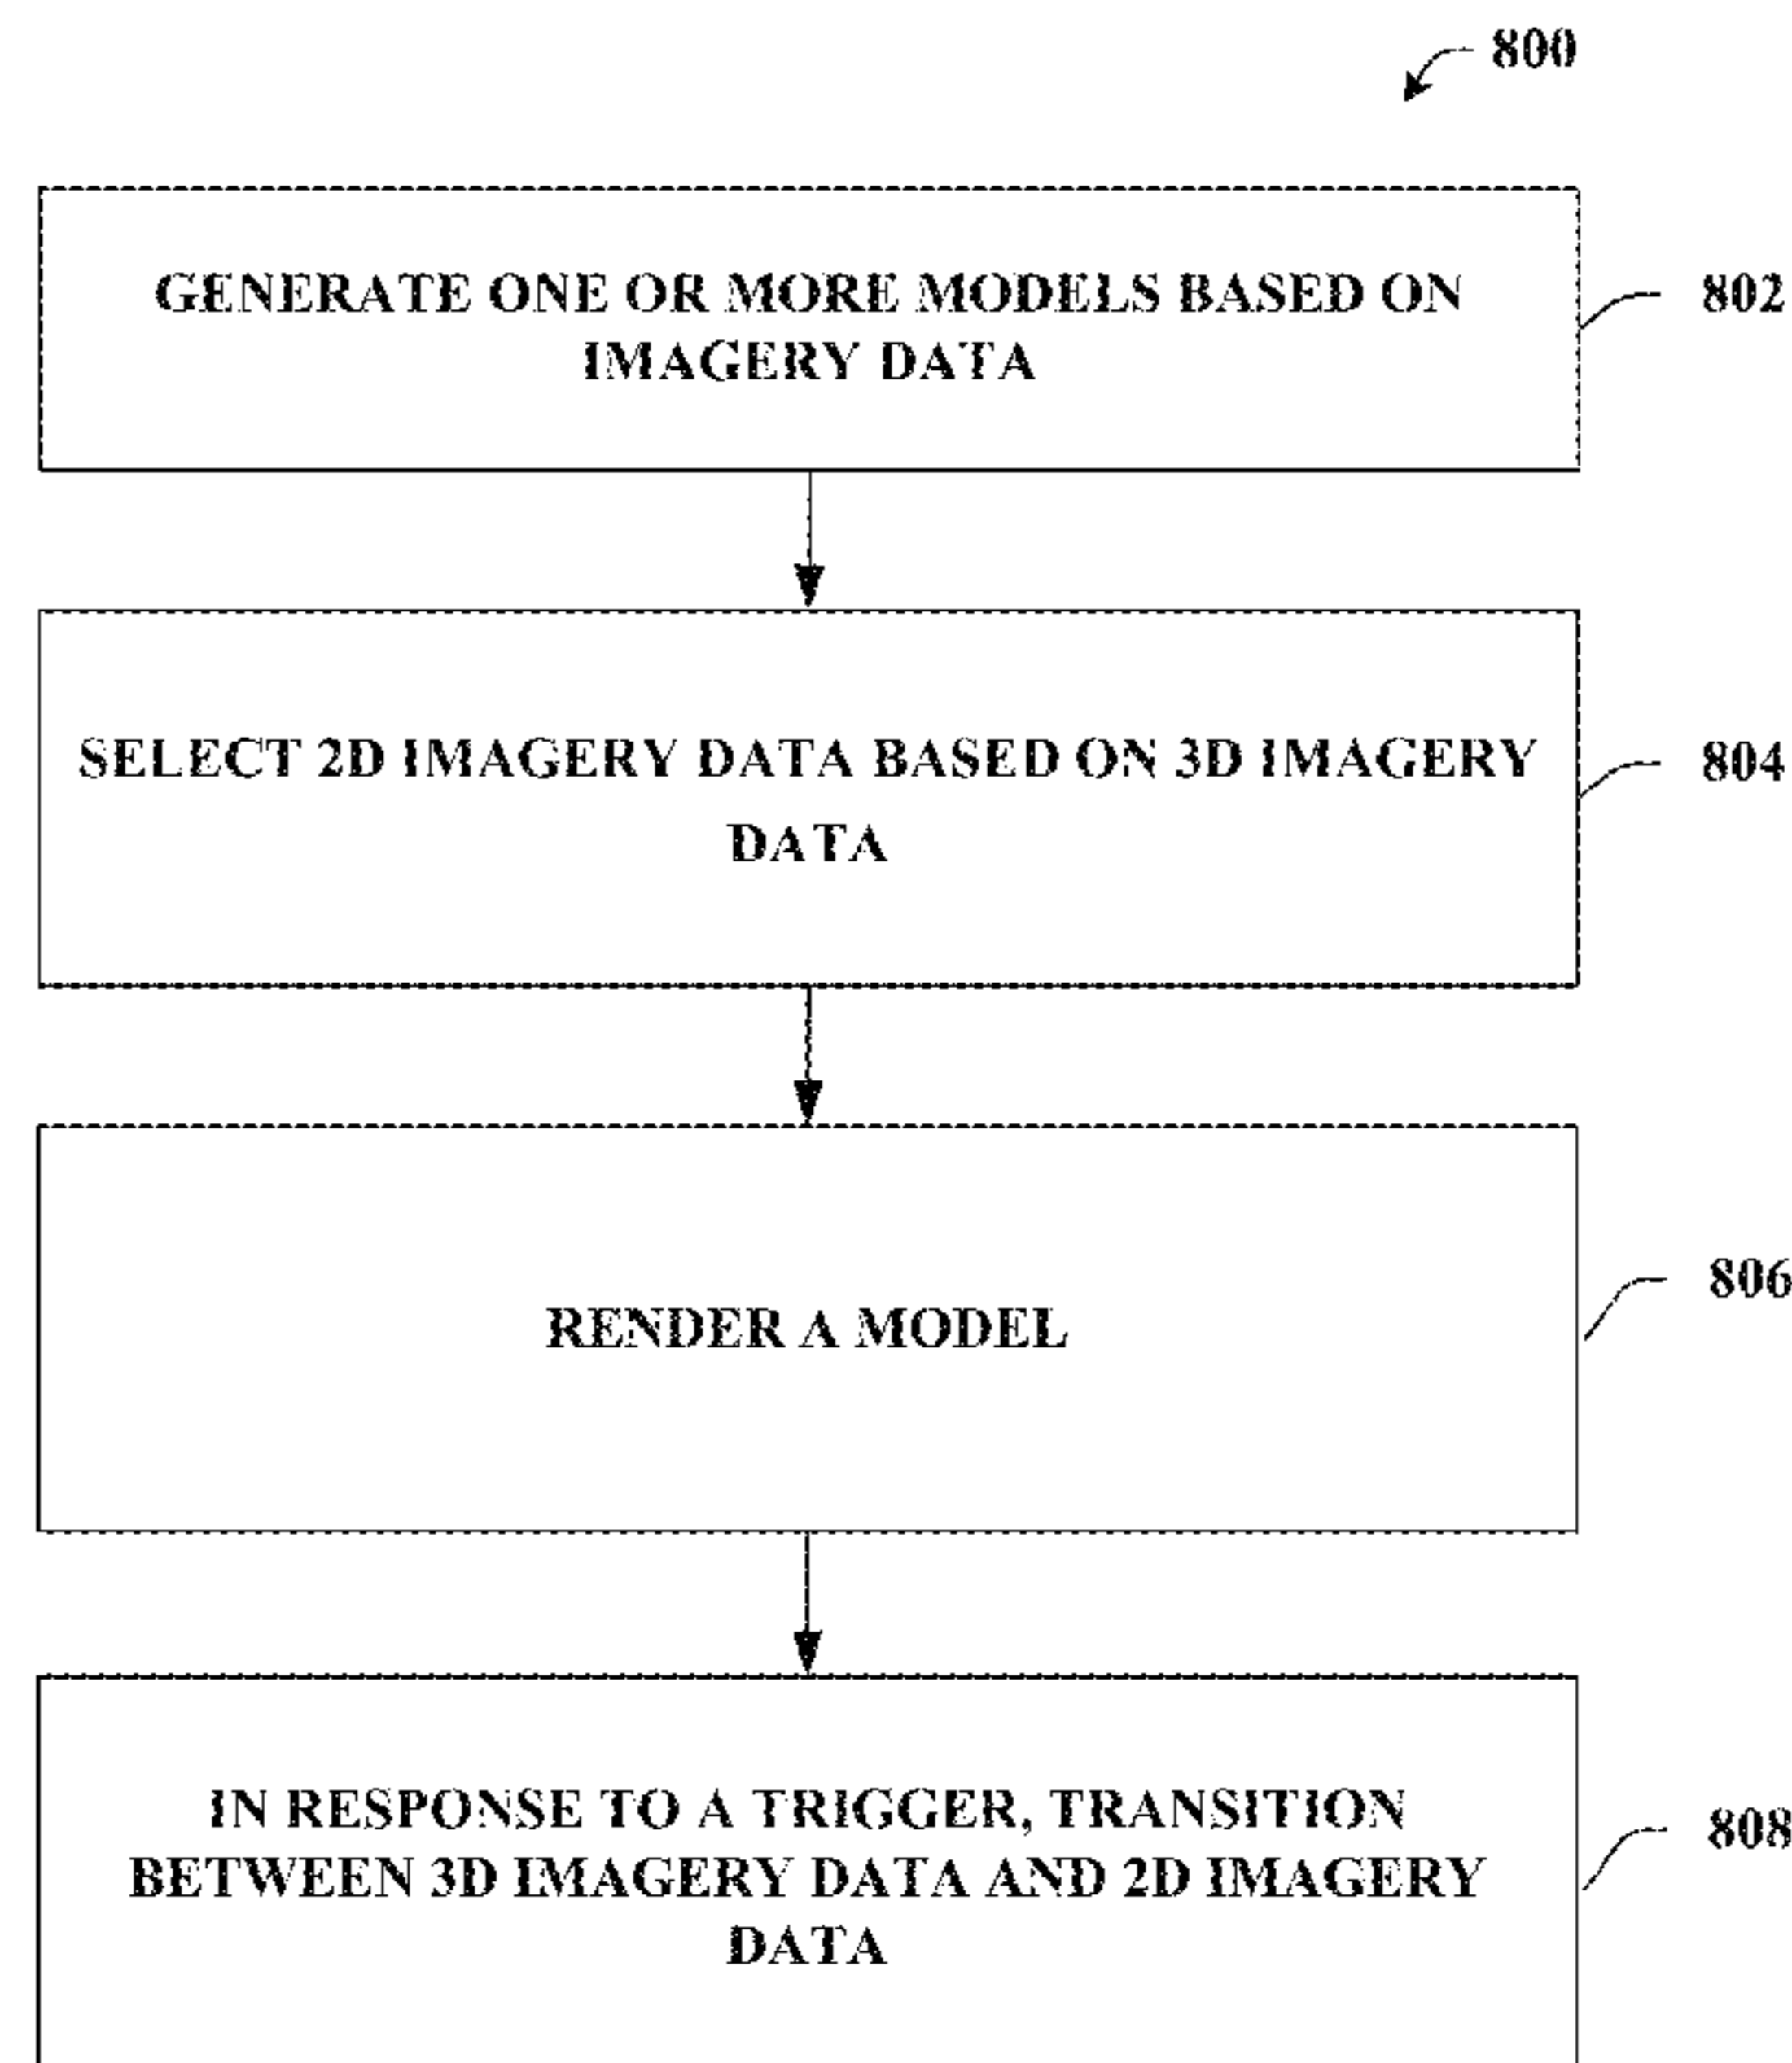 800
GENERATE ONE OR MORE MODELS BASED ON
IMAGERY DATA
802
SELECT 2D IMAGERY DATA BASED ON 3D IMAGERY
DATA
804
RENDER A MODEL
806
IN RESPONSE TO A TRIGGER, TRANSITION
BETWEEN 3D IMAGERY DATA AND 2D IMAGERY
DATA
808